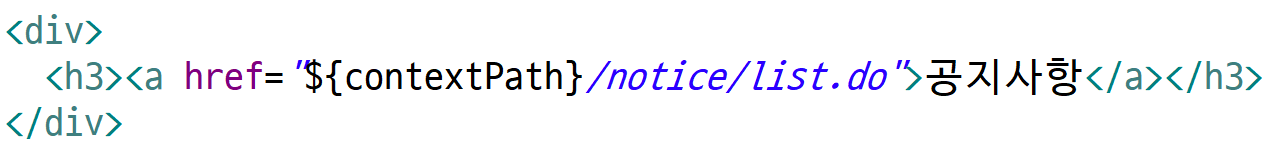 <div>
<h3><a href="${contextPath}/notice/list.do">공지사항</a></h3>
</div>